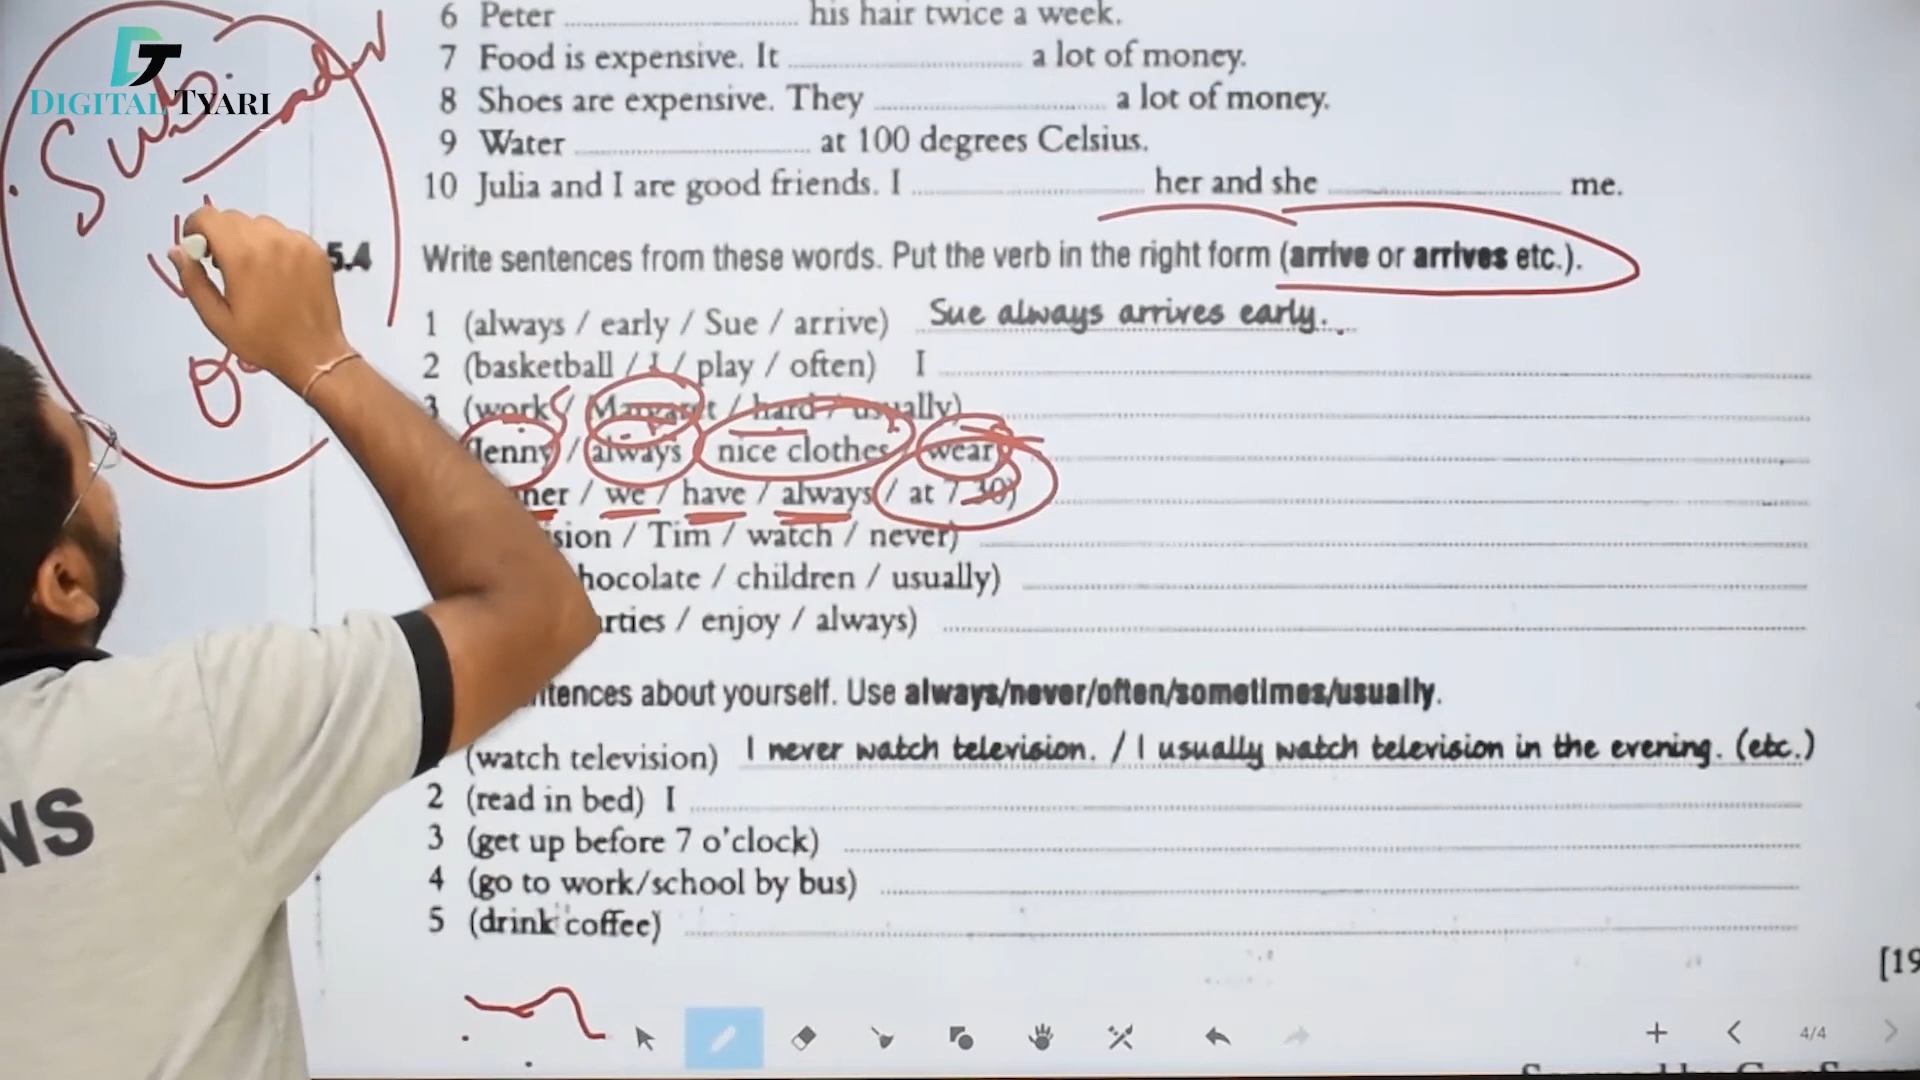 DIGITAL TYARI
6 Peter his hair twice a week.
7 Food is expensive. It a lot of money.
8 Shoes are expensive. They a lot of money.
9 Water at 100 degrees Celsius.
10 Julia and I are good friends. I her and she me.
5.4 Write sentences from these words. Put the verb in the right form (arrive or arrives etc.).
1 (always / early / Sue / arrive) Sue always arrives early.
2 (basketball / I / play / often) I
3 (work / Margaret / hard / usually)
Jenny / always / nice clothes / wear)
ner / we / have / always / at 7.30)
sion / Tim / watch / never)
hocolate / children / usually)
rties / enjoy / always)
ntences about yourself. Use always/never/often/sometimes/usually.
(watch television) I never watch television. / I usually watch television in the evening. (etc.)
2 (read in bed) I
3 (get up before 7 o'clock)
4 (go to work/school by bus)
5 (drink coffee)
[19
4/4
NS